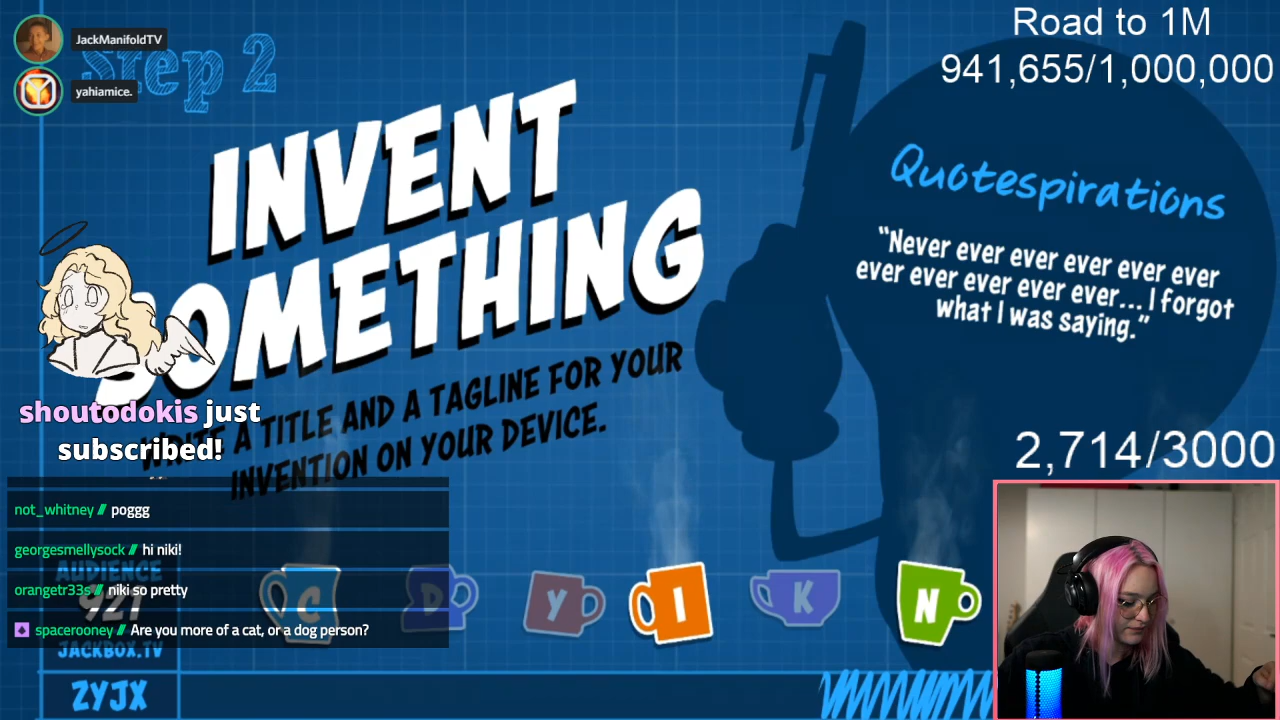 JackManifoldTV
yahiamice.
Step 2
INVENT
SOMETHING
WRITE A TITLE AND A TAGLINE FOR YOUR
INVENTION ON YOUR DEVICE.
Road to 1M
941,655/1,000,000
Quotespirations
“Never ever ever ever ever ever
ever ever ever ever ever... I forgot
what I was saying.”
shoutodokis just
subscribed!
2,714/3000
not_whitney // poggg
georgesmellysock // hi niki!
orangetr33s // niki so pretty
spacerooney // Are you more of a cat, or a dog person?
AUDIENCE
927
JACKBOX.TV
ZYJX
C
D
Y
I
K
N